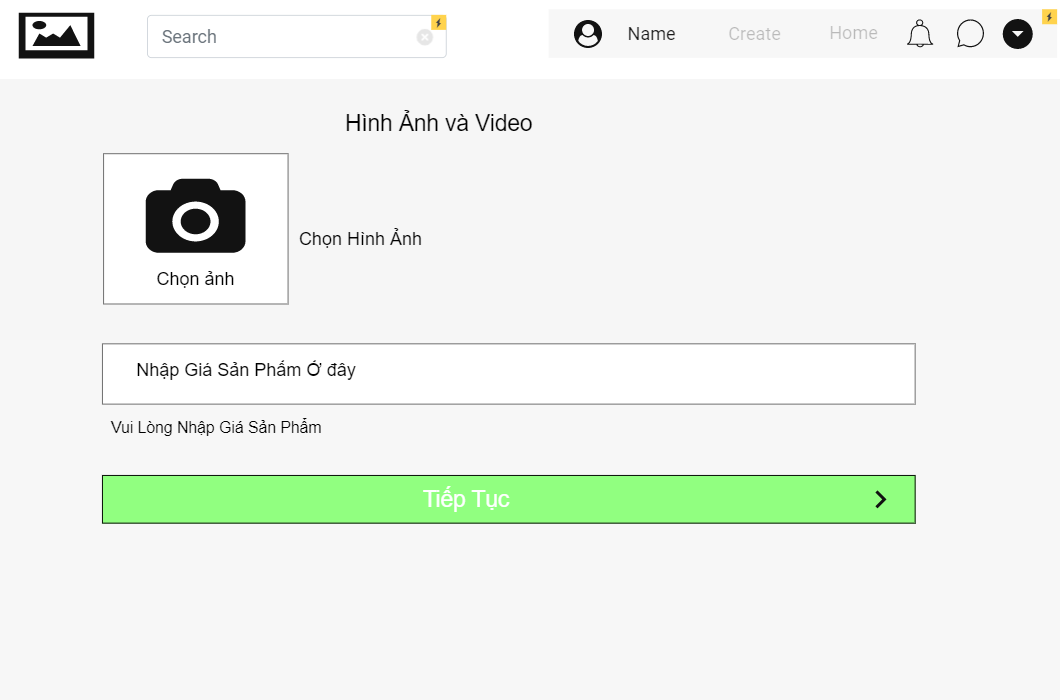 Search
Name
Create
Home
Hình Ảnh và Video
Chọn ảnh
Chọn Hình Ảnh
Nhập Giá Sản Phấm Ớ đây
Vui Lòng Nhập Giá Sản Phẩm
Tiếp Tục